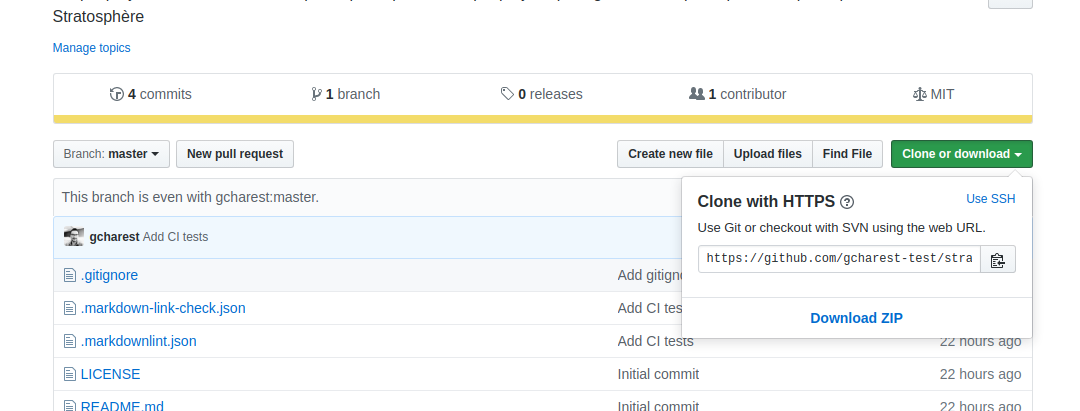 Stratosphère
Manage topics
4 commits
1 branch
0 releases
1 contributor
MIT
Branch: master
New pull request
Create new file
Upload files
Find File
Clone or download
This branch is even with gcharest:master.
Clone with HTTPS
Use SSH
Use Git or checkout with SVN using the web URL.
https://github.com/gcharest-test/stra
Download ZIP
gcharest Add CI tests
.gitignore Add gitign
.markdown-link-check.json Add CI tes
.markdownlint.json Add CI tests 22 hours ago
LICENSE Initial commit 22 hours ago
README.md Initial commit 22 hours ago